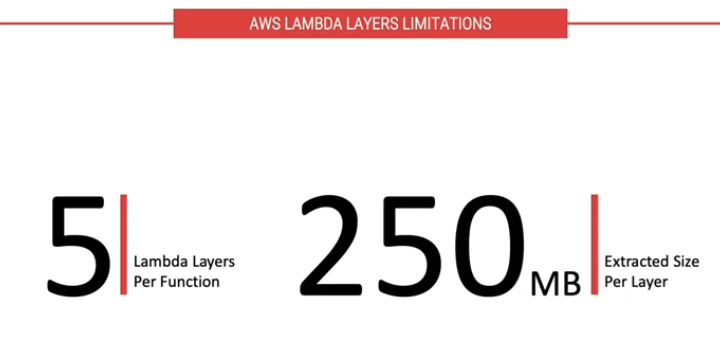 AWS LAMBDA LAYERS LIMITATIONS
5
Lambda Layers
Per Function
250 MB
Extracted Size
Per Layer